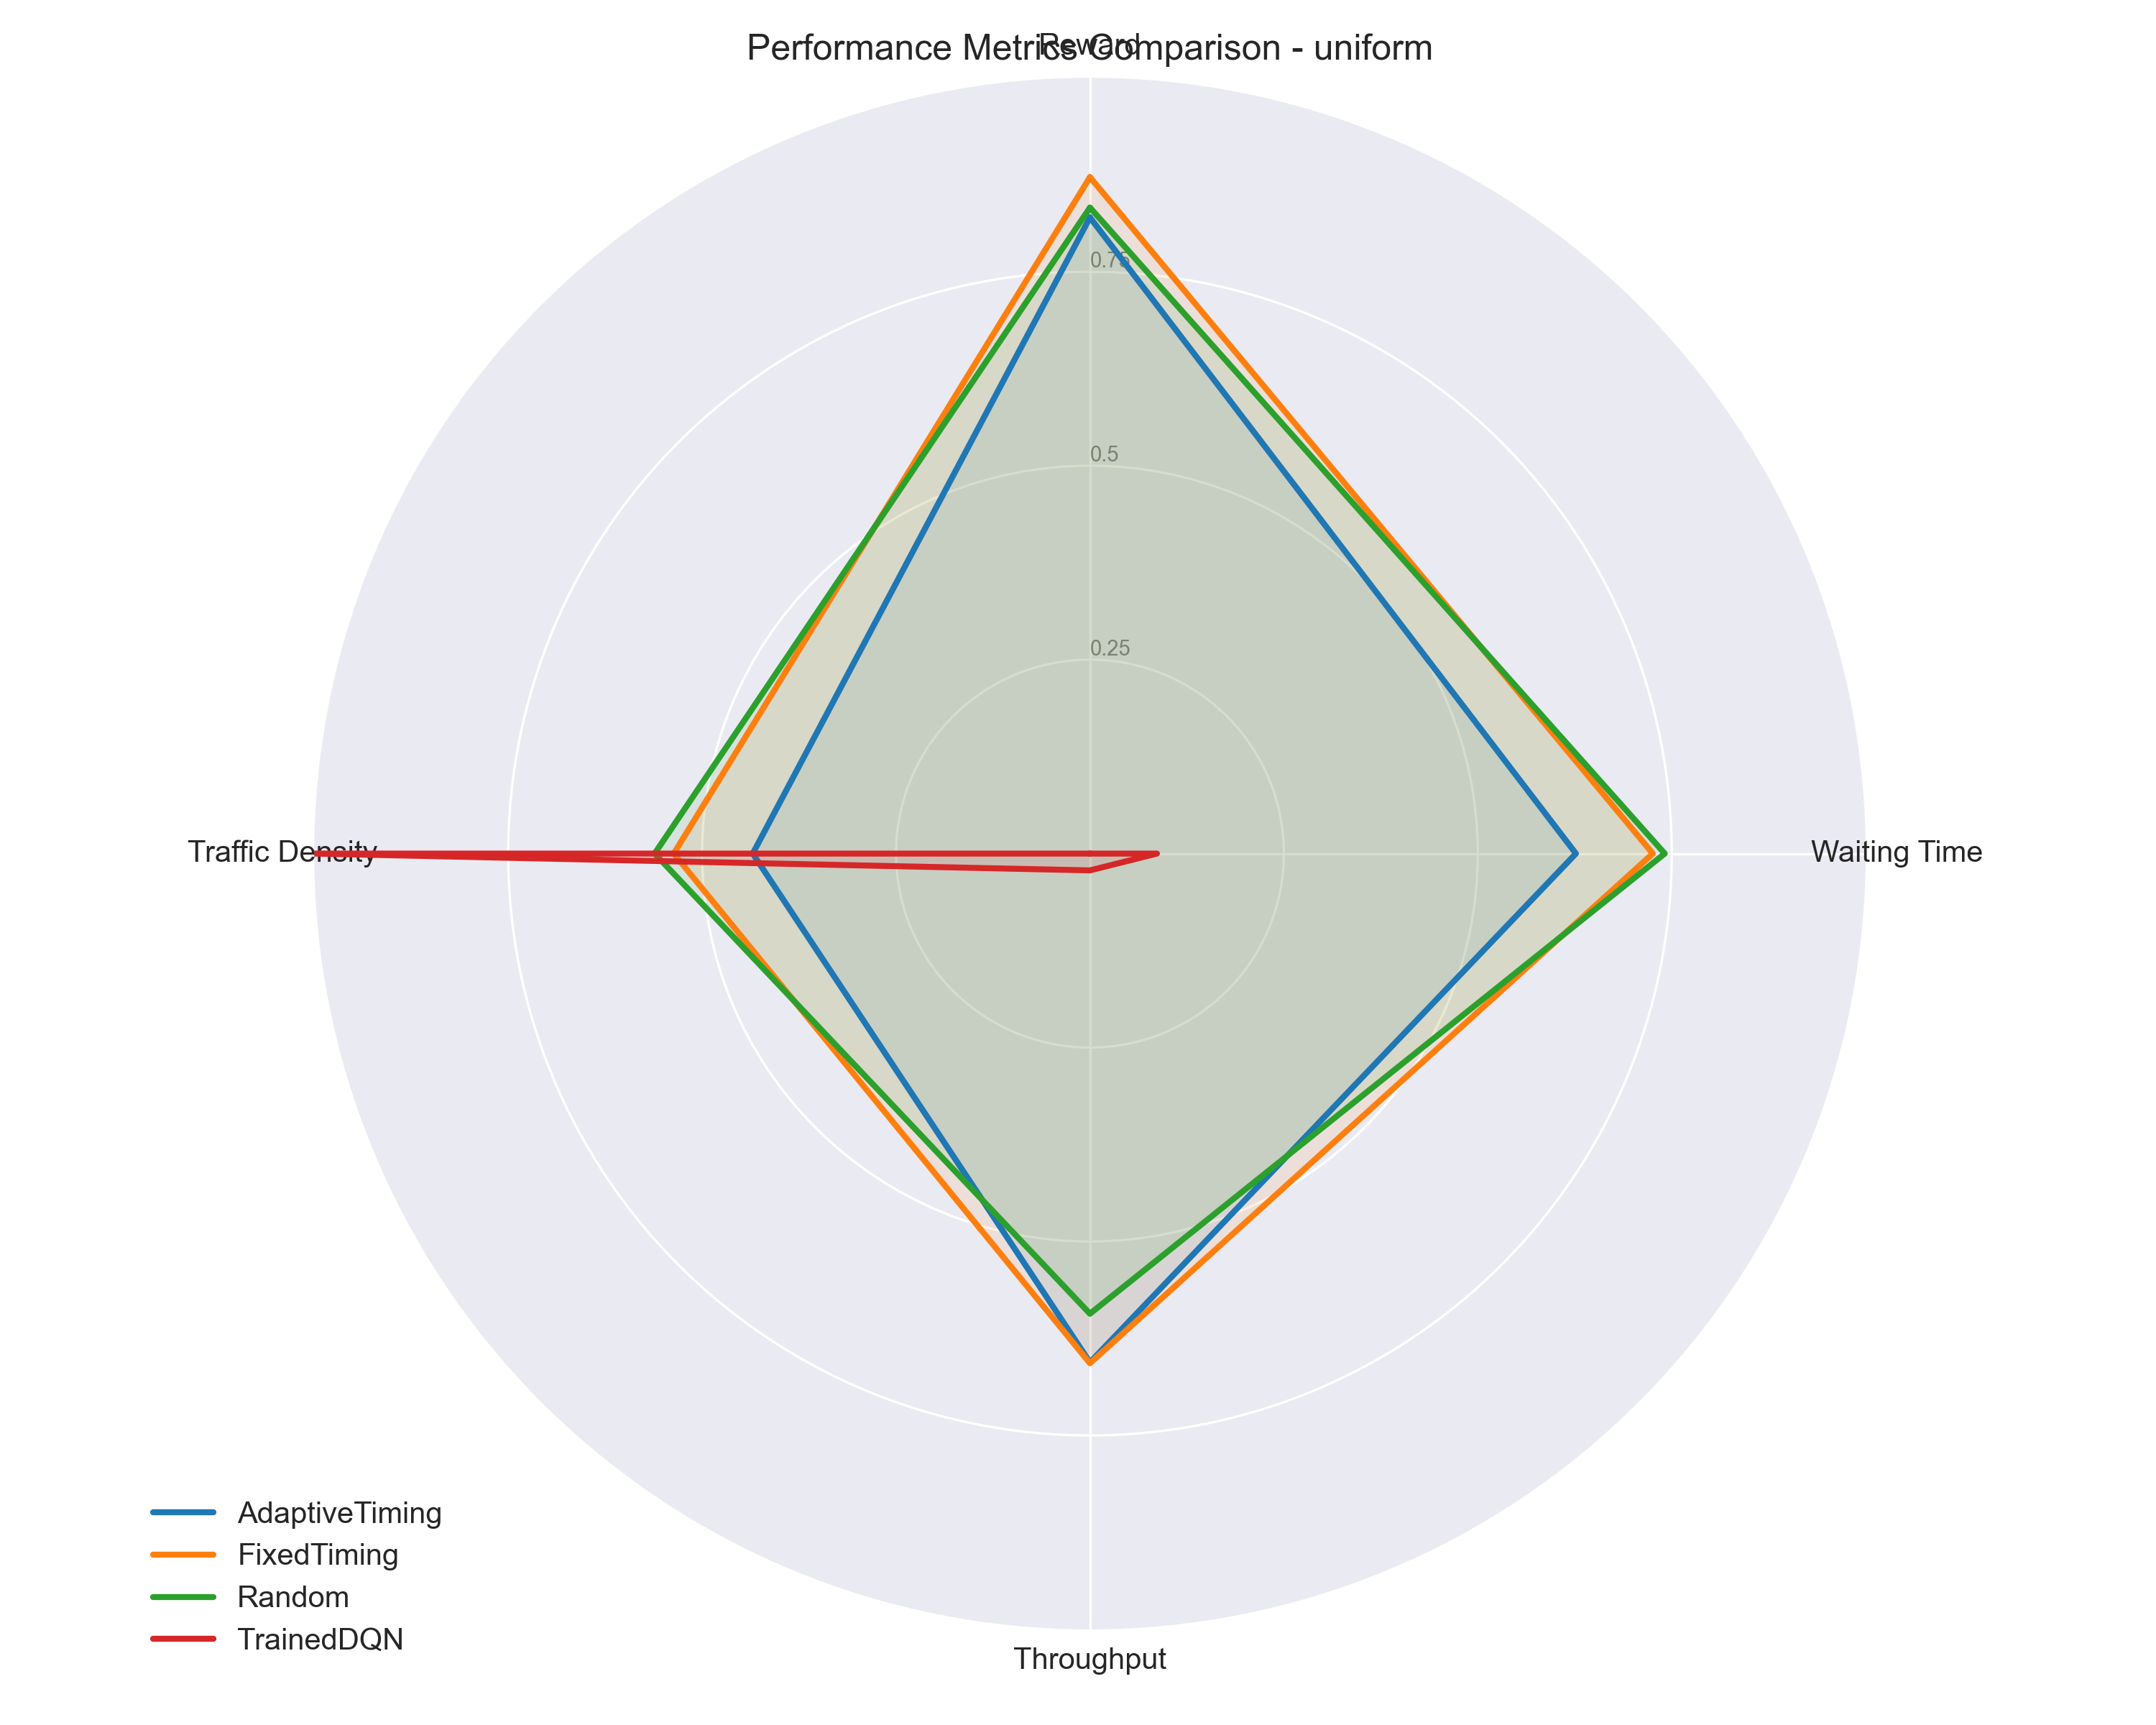 Reward
Performance Metrics Comparison - uniform
0.75
0.5
0.25
Traffic Density
Waiting Time
Throughput
AdaptiveTiming
FixedTiming
Random
TrainedDQN